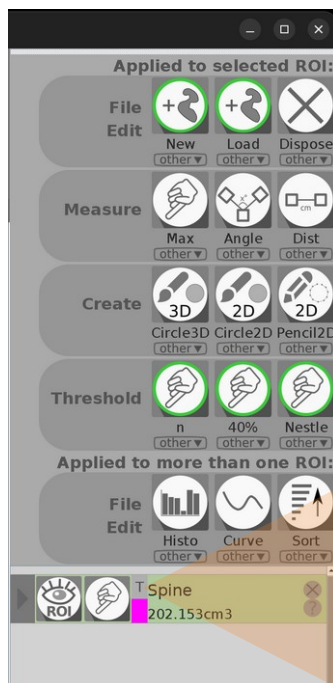 Applied to selected ROI:
File
Edit
New
Load
Dispose
other▼
other▼
other▼
Measure
x°
cm
Max
Angle
Dist
other▼
other▼
other▼
Create
3D
2D
2D
Circle3D
Circle2D
Pencil2D
other▼
other▼
other▼
Threshold
n
40%
Nestle
other▼
other▼
other▼
Applied to more than one ROI:
File
Edit
Histo
Curve
Sort
other▼
other▼
other▼
ROI
T
Spine
202.153cm3
?